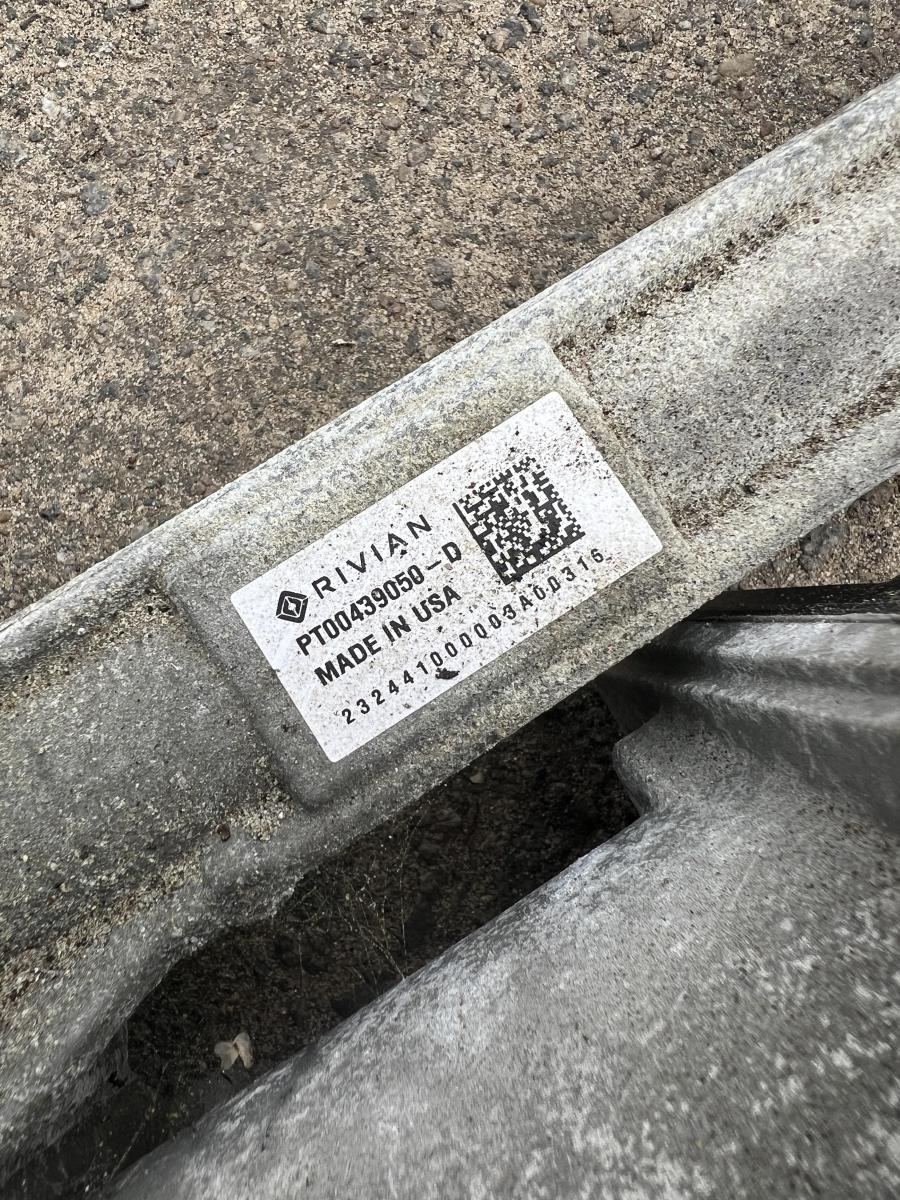 RIVIAN
PT00439050-D
MADE IN USA
232441000003A00316